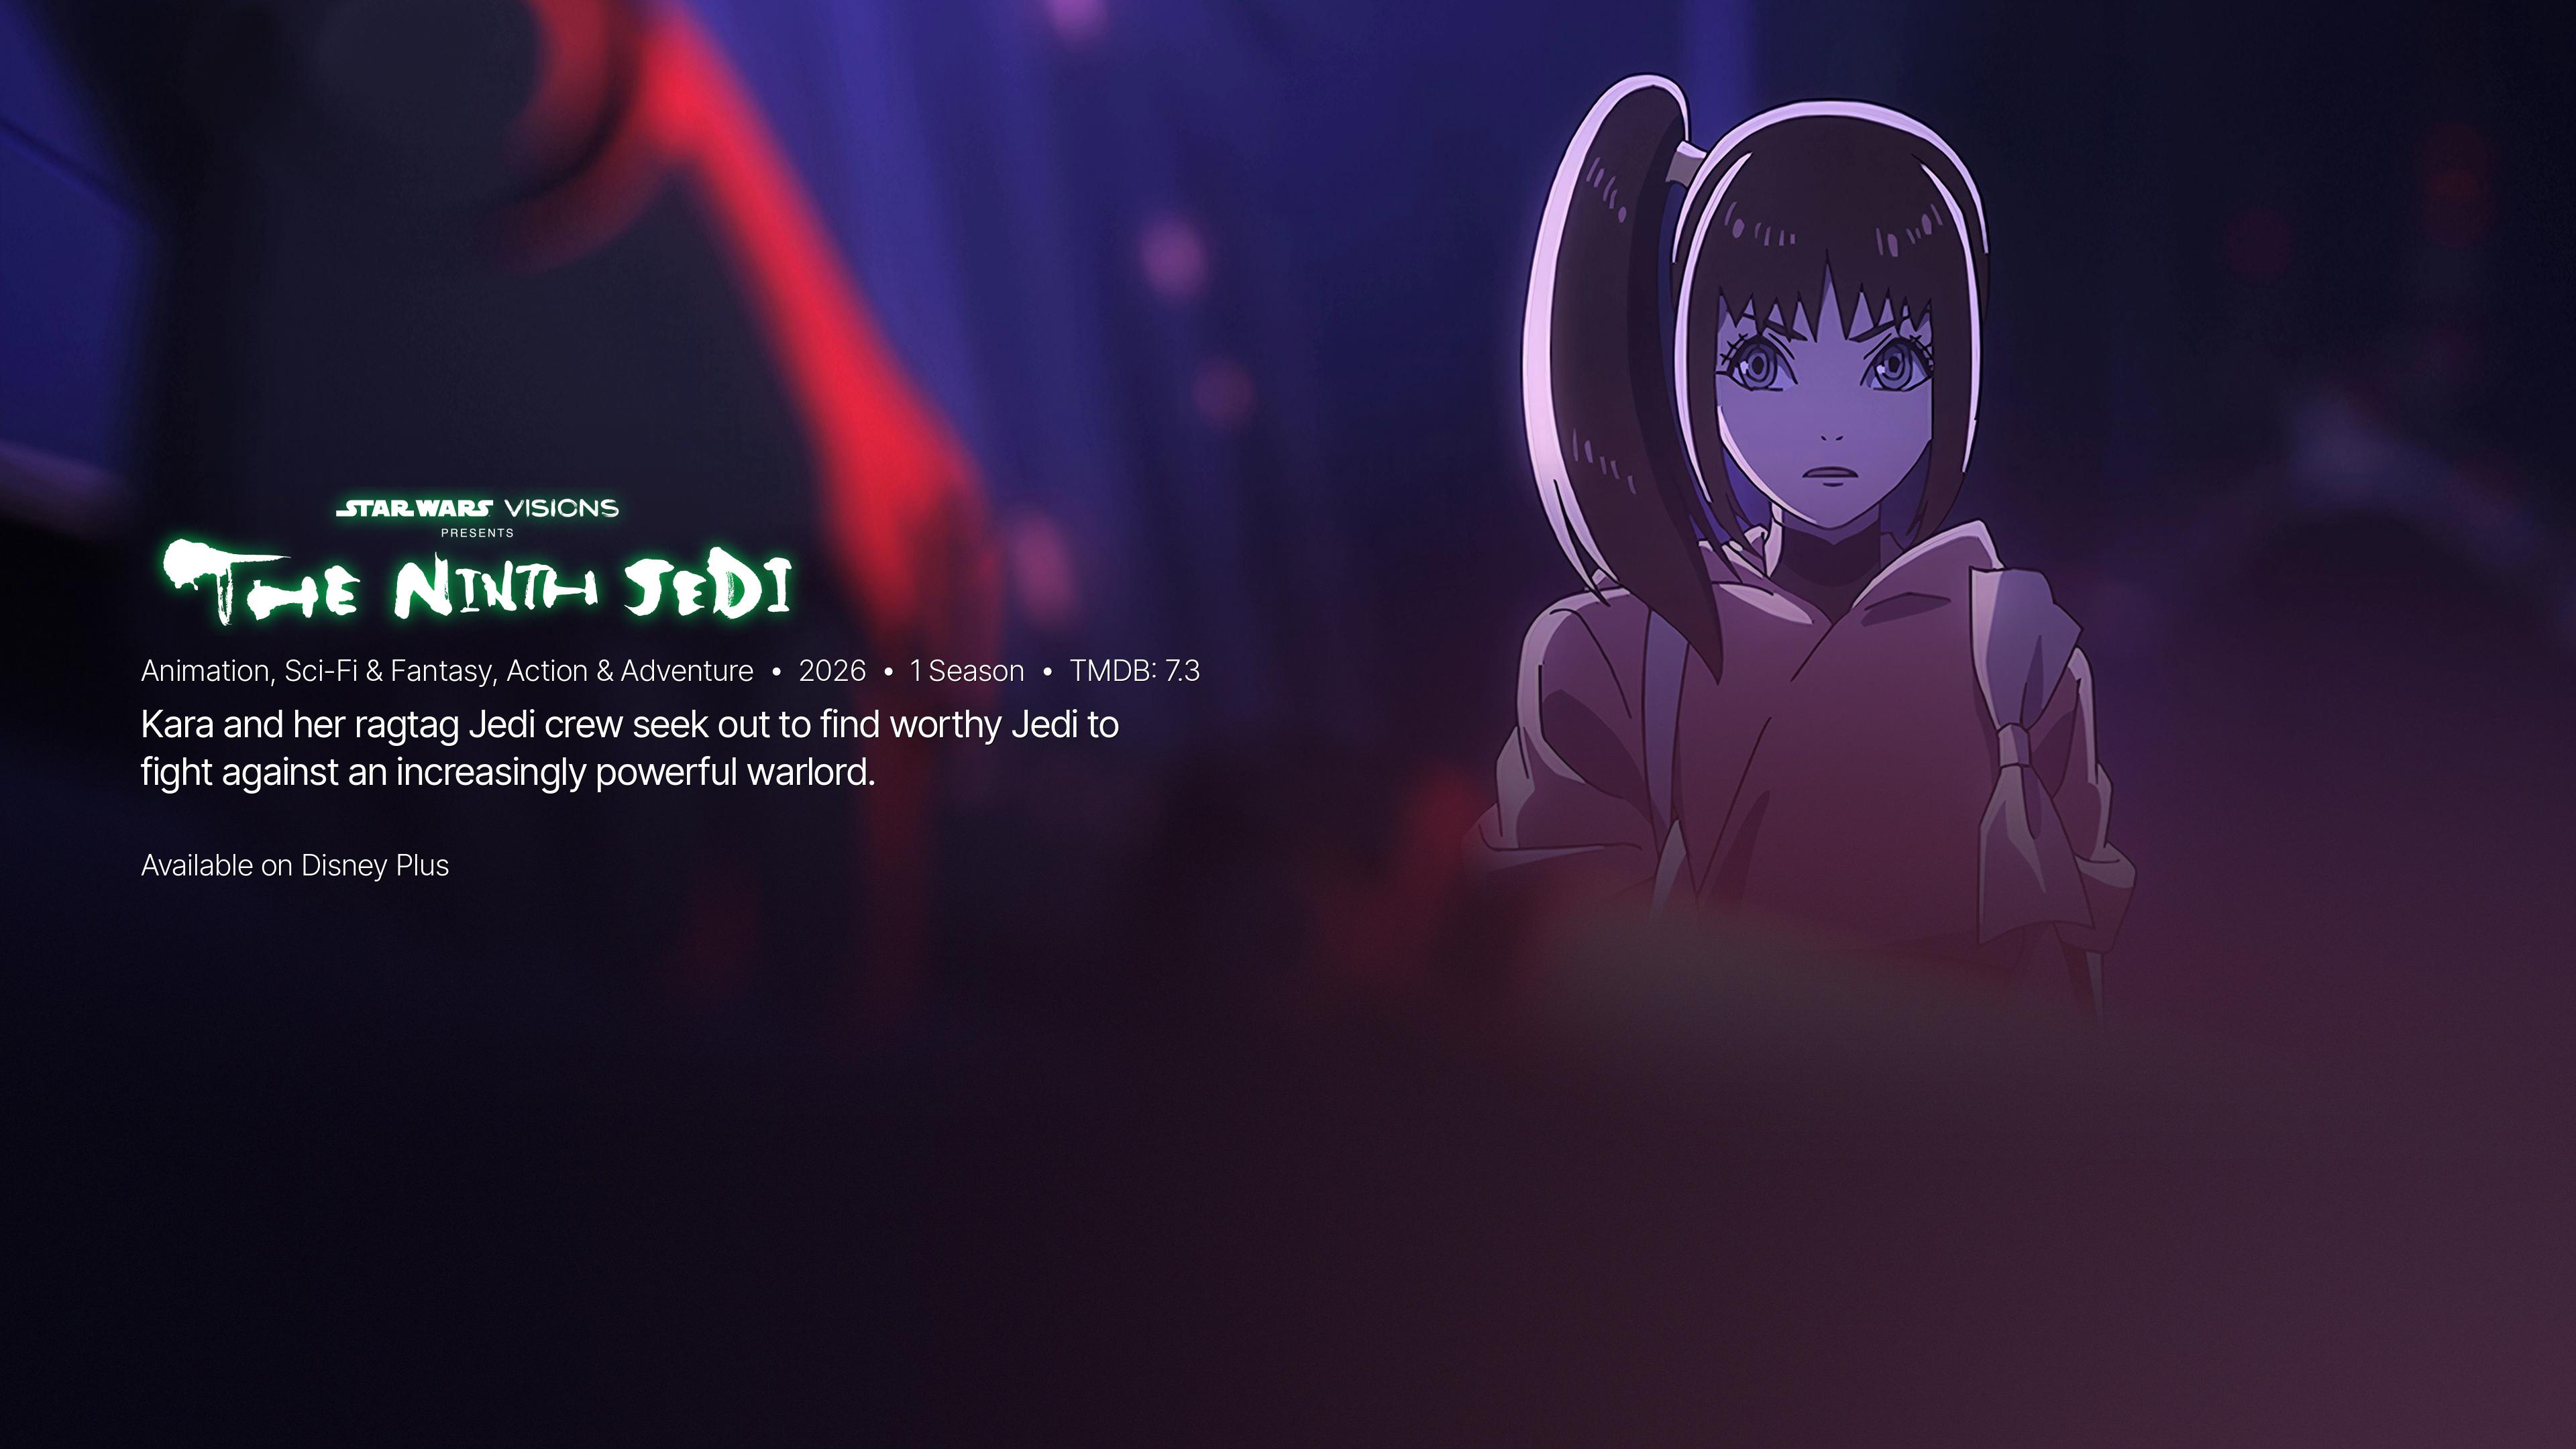 STAR WARS VISIONS
PRESENTS
THE NINTH JEDI
Animation, Sci-Fi & Fantasy, Action & Adventure • 2026 • 1 Season • TMDB: 7.3
Kara and her ragtag Jedi crew seek out to find worthy Jedi to
fight against an increasingly powerful warlord.
Available on Disney Plus